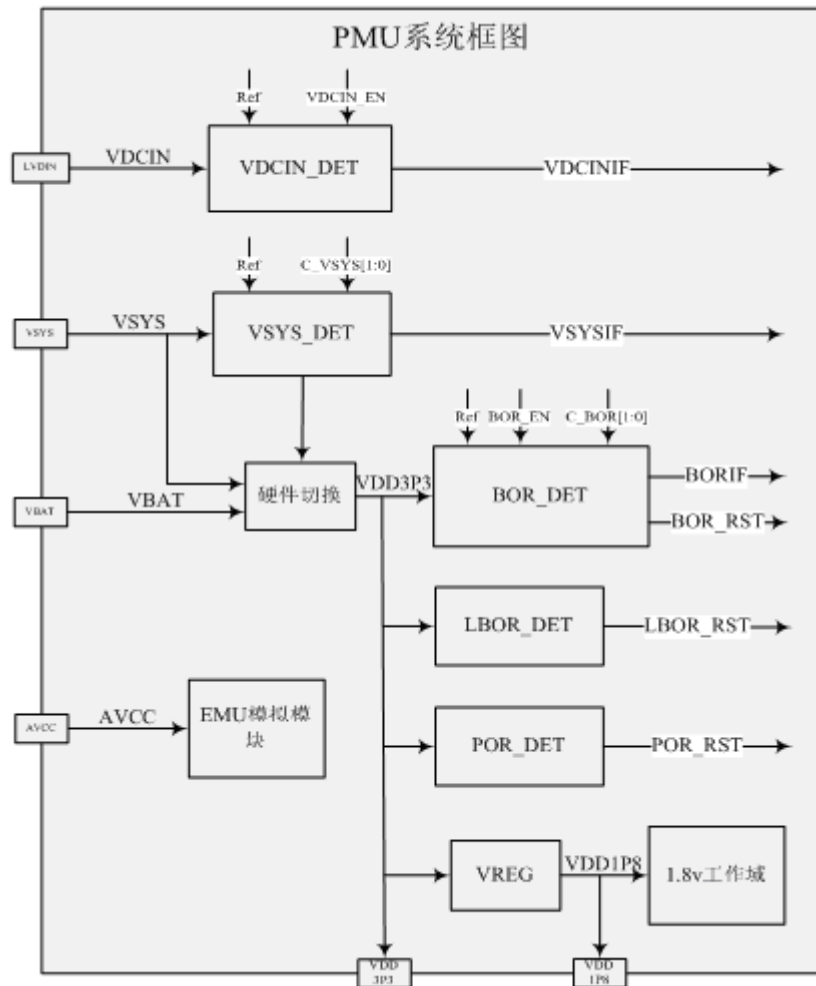 PMU系统框图
Ref
VDCIN_EN
LVDIN
VDCIN
VDCIN_DET
VDCINIF
Ref
C_VSYS[1:0]
VSYS
VSYS
VSYS_DET
VSYSIF
Ref
BOR_EN
C_BOR[1:0]
VBAT
VBAT
硬件切换
VDD3P3
BOR_DET
BORIF
BOR_RST
LBOR_DET
LBOR_RST
AVCC
AVCC
EMU模拟模
块
POR_DET
POR_RST
VREG
VDD1P8
1.8v工作域
VDD
3P3
VDD
1P8